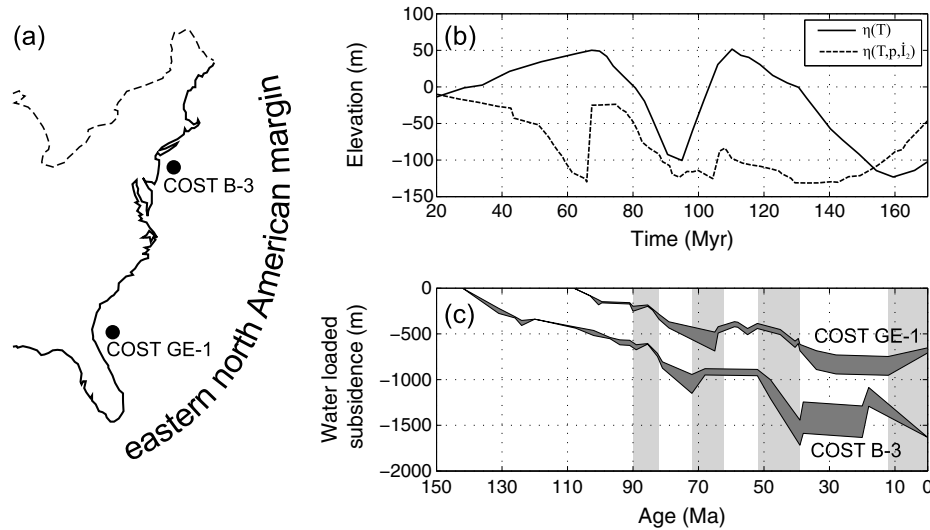 (a)
COST B-3
COST GE-1
eastern north American margin
(b)
η(T)
η(T,p,İ₂)
Elevation (m)
100
50
0
−50
−100
−150
20 40 60 80 100 120 140 160
Time (Myr)
(c)
COST GE-1
COST B-3
Water loaded
subsidence (m)
0
−500
−1000
−1500
−2000
150 130 110 90 70 50 30 10 0
Age (Ma)